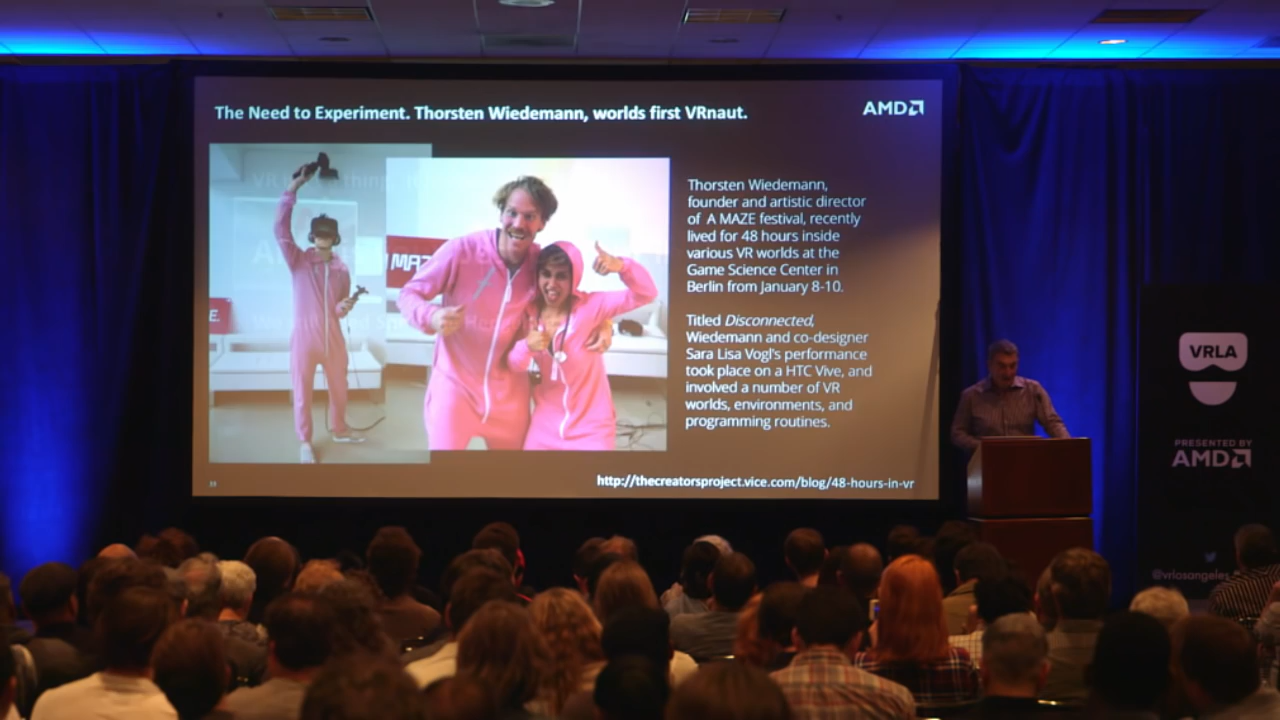 The Need to Experiment. Thorsten Wiedemann, worlds first VRnaut.
AMD
MAZ
E.
Thorsten Wiedemann,
founder and artistic director
of A MAZE festival, recently
lived for 48 hours inside
various VR worlds at the
Game Science Center in
Berlin from January 8-10.
Titled Disconnected,
Wiedemann and co-designer
Sara Lisa Vogl's performance
took place on a HTC Vive, and
involved a number of VR
worlds, environments, and
programming routines.
http://thecreatorsproject.vice.com/blog/48-hours-in-vr
VRLA
PRESENTED BY
AMD
@vrlosangeles